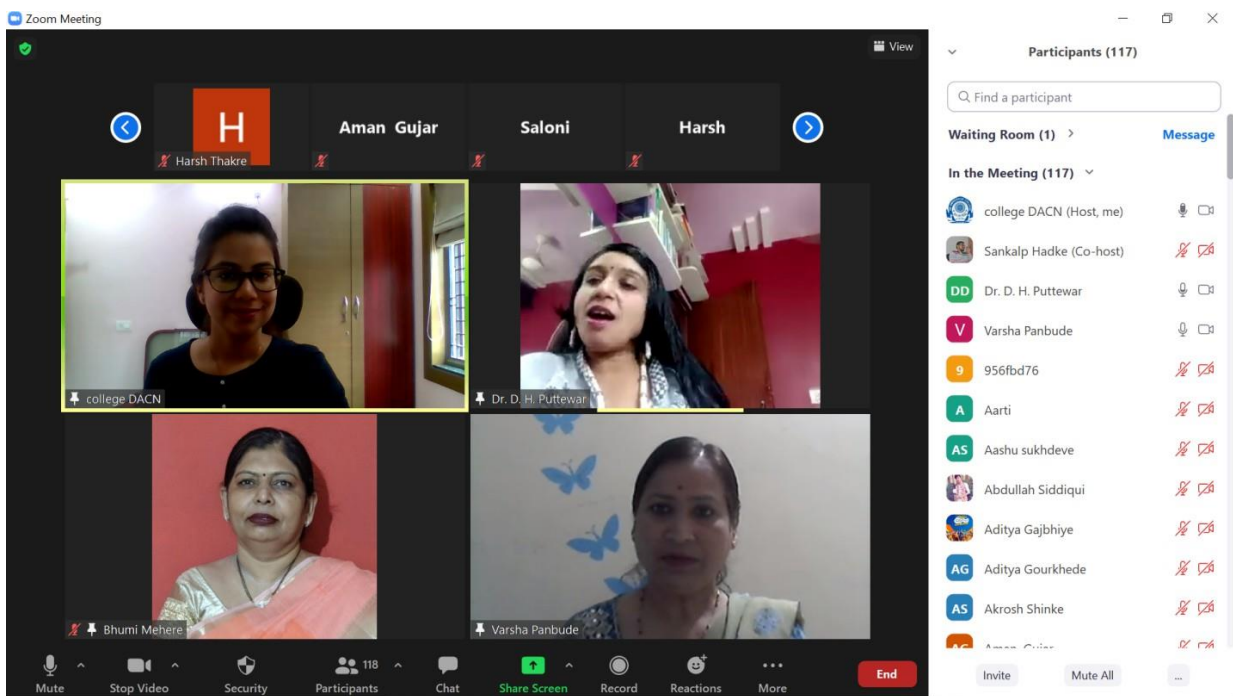 Zoom Meeting
View
H
Harsh Thakre
Aman Gujar
Saloni
Harsh
college DACN
Dr. D. H. Puttewar
Bhumi Mehere
Varsha Panbude
Mute
Stop Video
Security
118
Participants
Chat
Share Screen
Record
Reactions
More
End
Participants (117)
Find a participant
Waiting Room (1)
Message
In the Meeting (117)
college DACN (Host, me)
Sankalp Hadke (Co-host)
DD Dr. D. H. Puttewar
V Varsha Panbude
9 956fbd76
A Aarti
AS Aashu sukhdeve
Abdullah Siddiqui
Aditya Gajbhiye
AG Aditya Gourkhede
AS Akrosh Shinke
Invite
Mute All
...